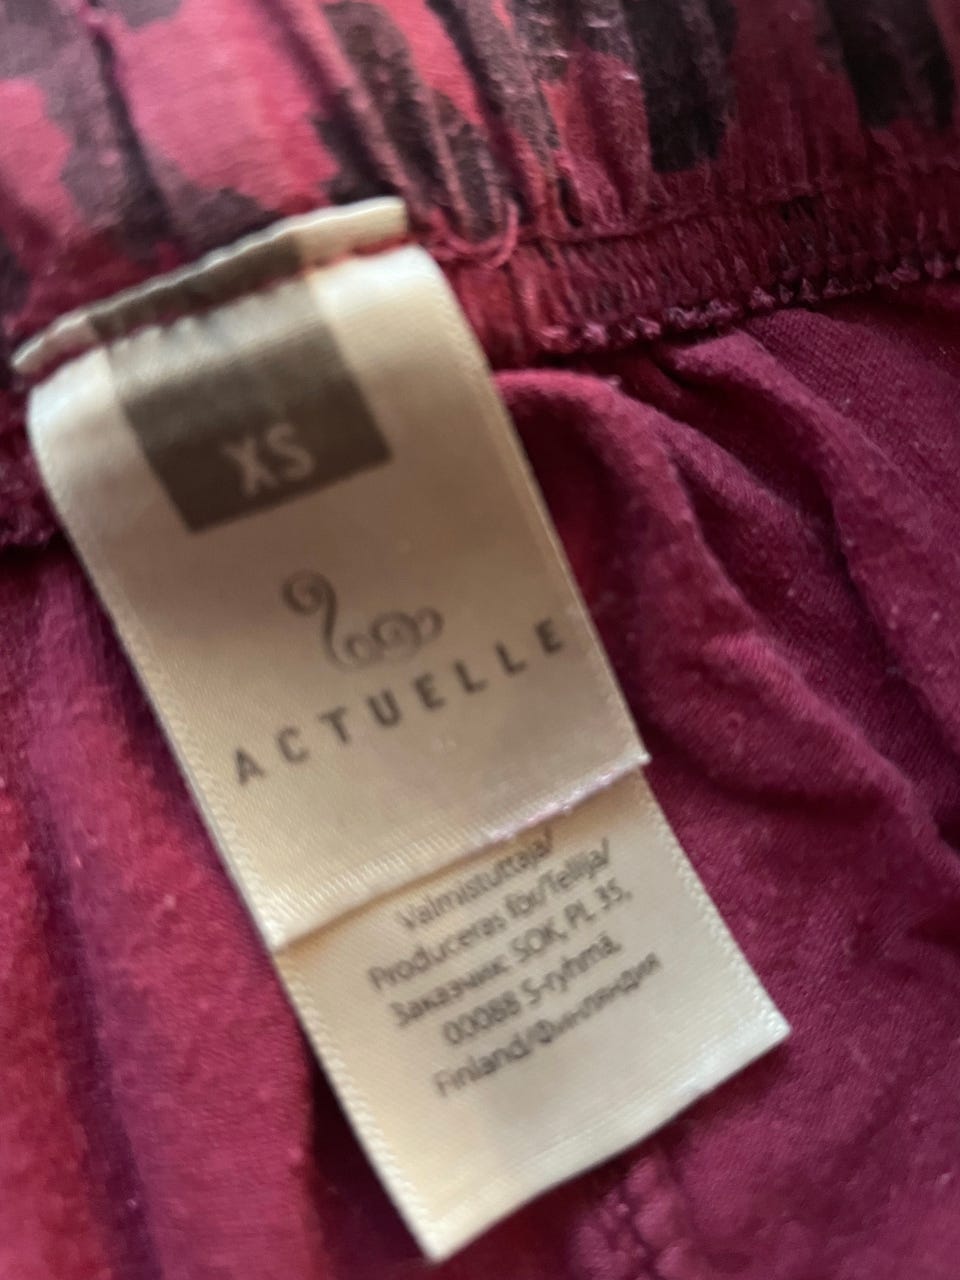 XS
ACTUELLE
Valmistuttaja/
Produceras för/Tellija/
Заказчик: SOK, PL 35,
00088 S-ryhmä,
Finland/Финляндия